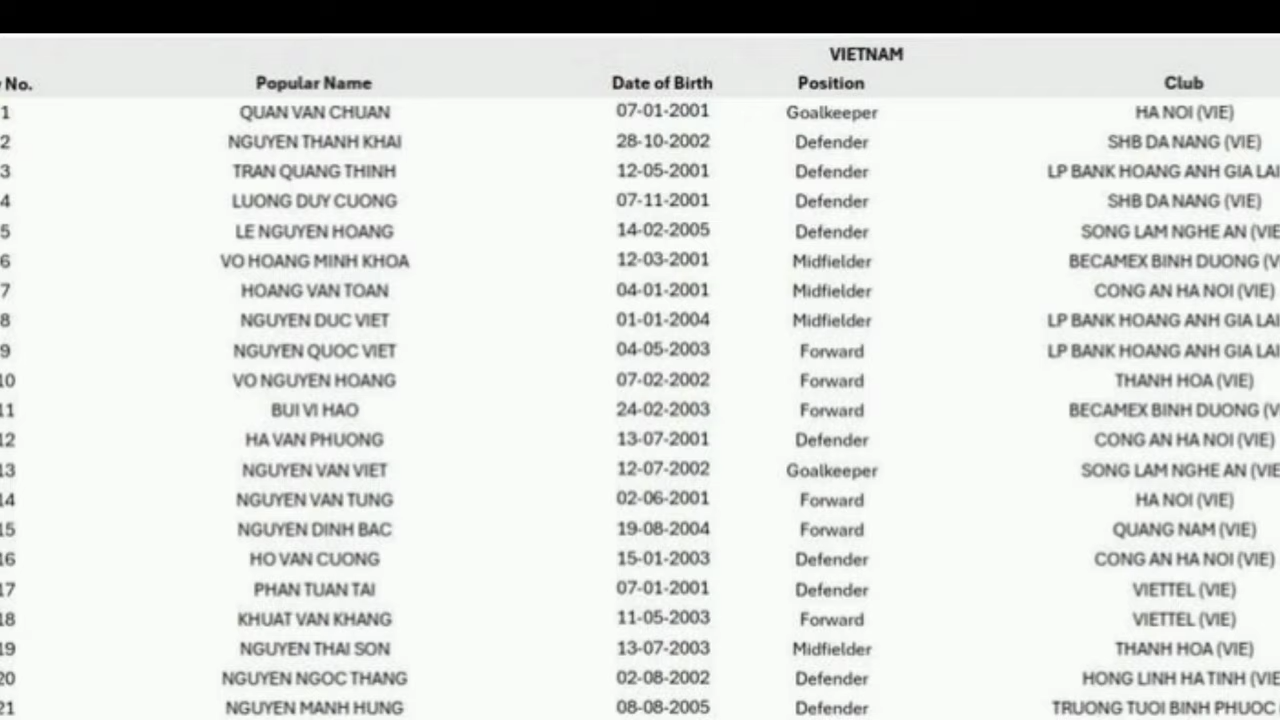 VIETNAM
No. Popular Name Date of Birth Position Club
1 QUAN VAN CHUAN 07-01-2001 Goalkeeper HA NOI (VIE)
2 NGUYEN THANH KHAI 28-10-2002 Defender SHB DA NANG (VIE)
3 TRAN QUANG THINH 12-05-2001 Defender LP BANK HOANG ANH GIA LAI
4 LUONG DUY CUONG 07-11-2001 Defender SHB DA NANG (VIE)
5 LE NGUYEN HOANG 14-02-2005 Defender SONG LAM NGHE AN (VIE
6 VO HOANG MINH KHOA 12-03-2001 Midfielder BECAMEX BINH DUONG (V
7 HOANG VAN TOAN 04-01-2001 Midfielder CONG AN HA NOI (VIE)
8 NGUYEN DUC VIET 01-01-2004 Midfielder LP BANK HOANG ANH GIA LAI
9 NGUYEN QUOC VIET 04-05-2003 Forward LP BANK HOANG ANH GIA LAI
10 VO NGUYEN HOANG 07-02-2002 Forward THANH HOA (VIE)
11 BUI VI HAO 24-02-2003 Forward BECAMEX BINH DUONG (V
12 HA VAN PHUONG 13-07-2001 Defender CONG AN HA NOI (VIE)
13 NGUYEN VAN VIET 12-07-2002 Goalkeeper SONG LAM NGHE AN (VIE
14 NGUYEN VAN TUNG 02-06-2001 Forward HA NOI (VIE)
15 NGUYEN DINH BAC 19-08-2004 Forward QUANG NAM (VIE)
16 HO VAN CUONG 15-01-2003 Defender CONG AN HA NOI (VIE)
17 PHAN TUAN TAI 07-01-2001 Defender VIETTEL (VIE)
18 KHUAT VAN KHANG 11-05-2003 Forward VIETTEL (VIE)
19 NGUYEN THAI SON 13-07-2003 Midfielder THANH HOA (VIE)
20 NGUYEN NGOC THANG 02-08-2002 Defender HONG LINH HA TINH (VIE
21 NGUYEN MANH HUNG 08-08-2005 Defender TRUONG TUOI BINH PHUOC